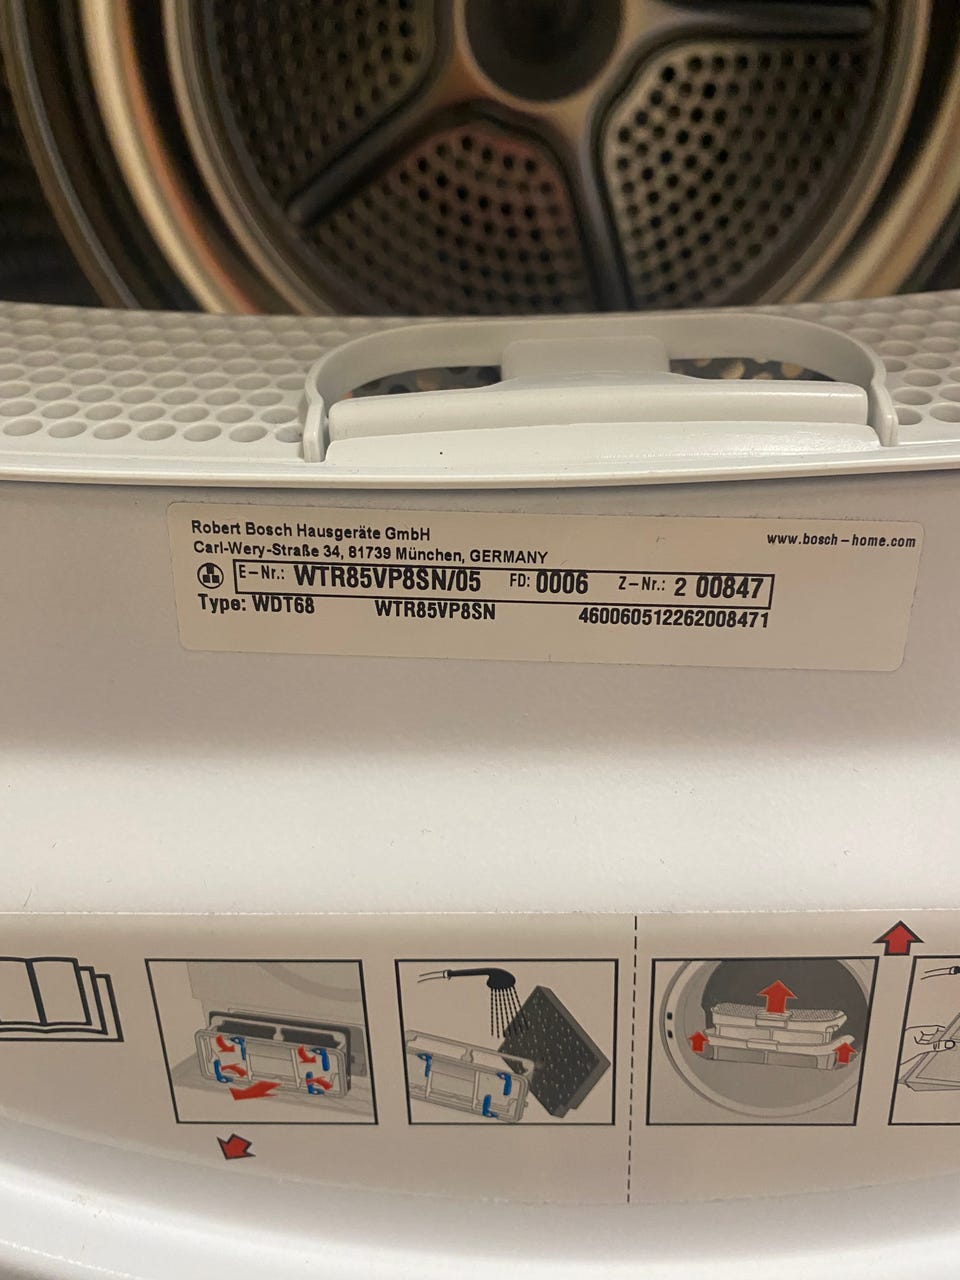 Robert Bosch Hausgeräte GmbH
www.bosch-home.com
Carl-Wery-Straße 34, 81739 München, GERMANY
E-Nr.: WTR85VP8SN/05 FD: 0006 Z-Nr.: 2 00847
Type: WDT68 WTR85VP8SN 460060512262008471